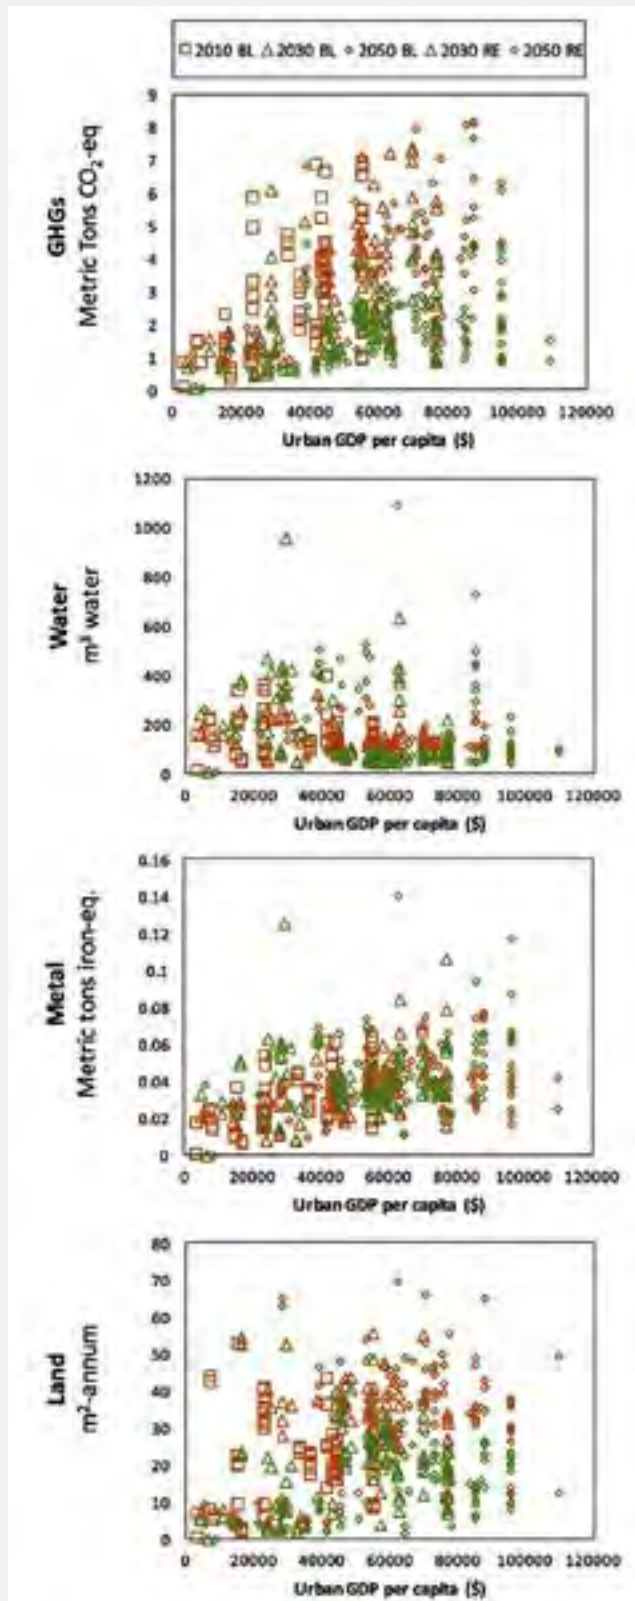 2010 BL 2030 BL 2050 BL 2030 RE 2050 RE
GHGs
Metric Tons CO₂-eq
9
8
7
6
5
4
3
2
1
0
0 20000 40000 60000 80000 100000 120000
Urban GDP per capita ($)
Water
m³ water
1200
1000
800
600
400
200
0
0 20000 40000 60000 80000 100000 120000
Urban GDP per capita ($)
Metal
Metric tons iron-eq.
0.16
0.14
0.12
0.1
0.08
0.06
0.04
0.02
0
0 20000 40000 60000 80000 100000 120000
Urban GDP per capita ($)
Land
m²-annum
80
70
60
50
40
30
20
10
0
0 20000 40000 60000 80000 100000 120000
Urban GDP per capita ($)